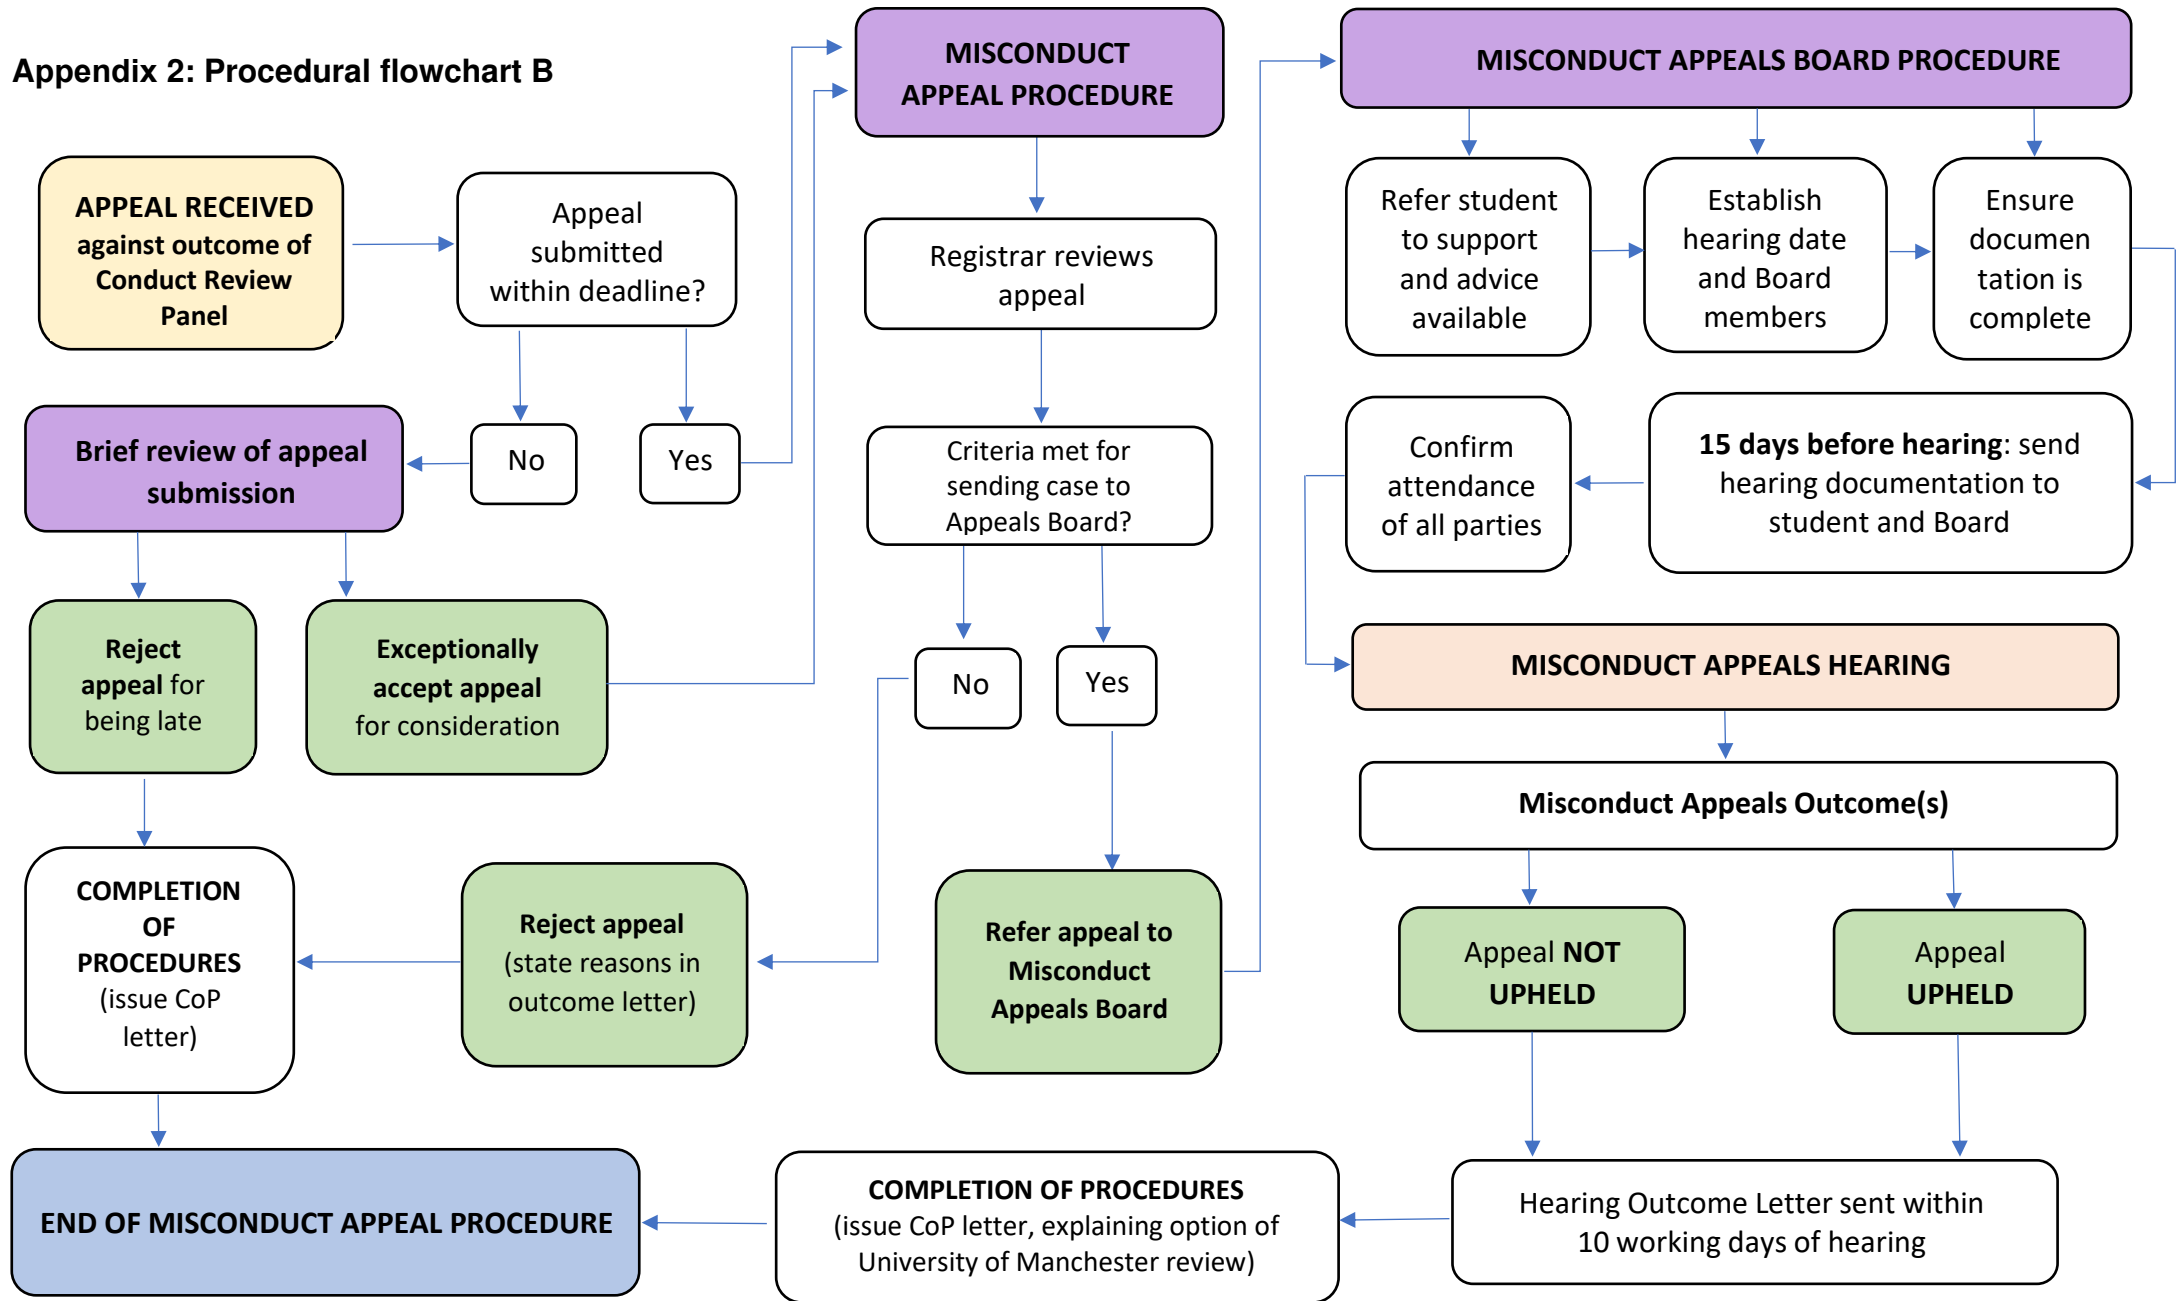 Appendix 2: Procedural flowchart B
APPEAL RECEIVED
against outcome of
Conduct Review
Panel
Appeal
submitted
within deadline?
No
Yes
Brief review of appeal
submission
Reject
appeal for
being late
Exceptionally
accept appeal
for consideration
COMPLETION
OF
PROCEDURES
(issue CoP
letter)
Reject appeal
(state reasons in
outcome letter)
END OF MISCONDUCT APPEAL PROCEDURE
MISCONDUCT
APPEAL PROCEDURE
Registrar reviews
appeal
Criteria met for
sending case to
Appeals Board?
No
Yes
Refer appeal to
Misconduct
Appeals Board
MISCONDUCT APPEALS BOARD PROCEDURE
Refer student
to support
and advice
available
Establish
hearing date
and Board
members
Ensure
documen
tation is
complete
15 days before hearing: send
hearing documentation to
student and Board
Confirm
attendance
of all parties
MISCONDUCT APPEALS HEARING
Misconduct Appeals Outcome(s)
Appeal NOT
UPHELD
Appeal
UPHELD
Hearing Outcome Letter sent within
10 working days of hearing
COMPLETION OF PROCEDURES
(issue CoP letter, explaining option of
University of Manchester review)